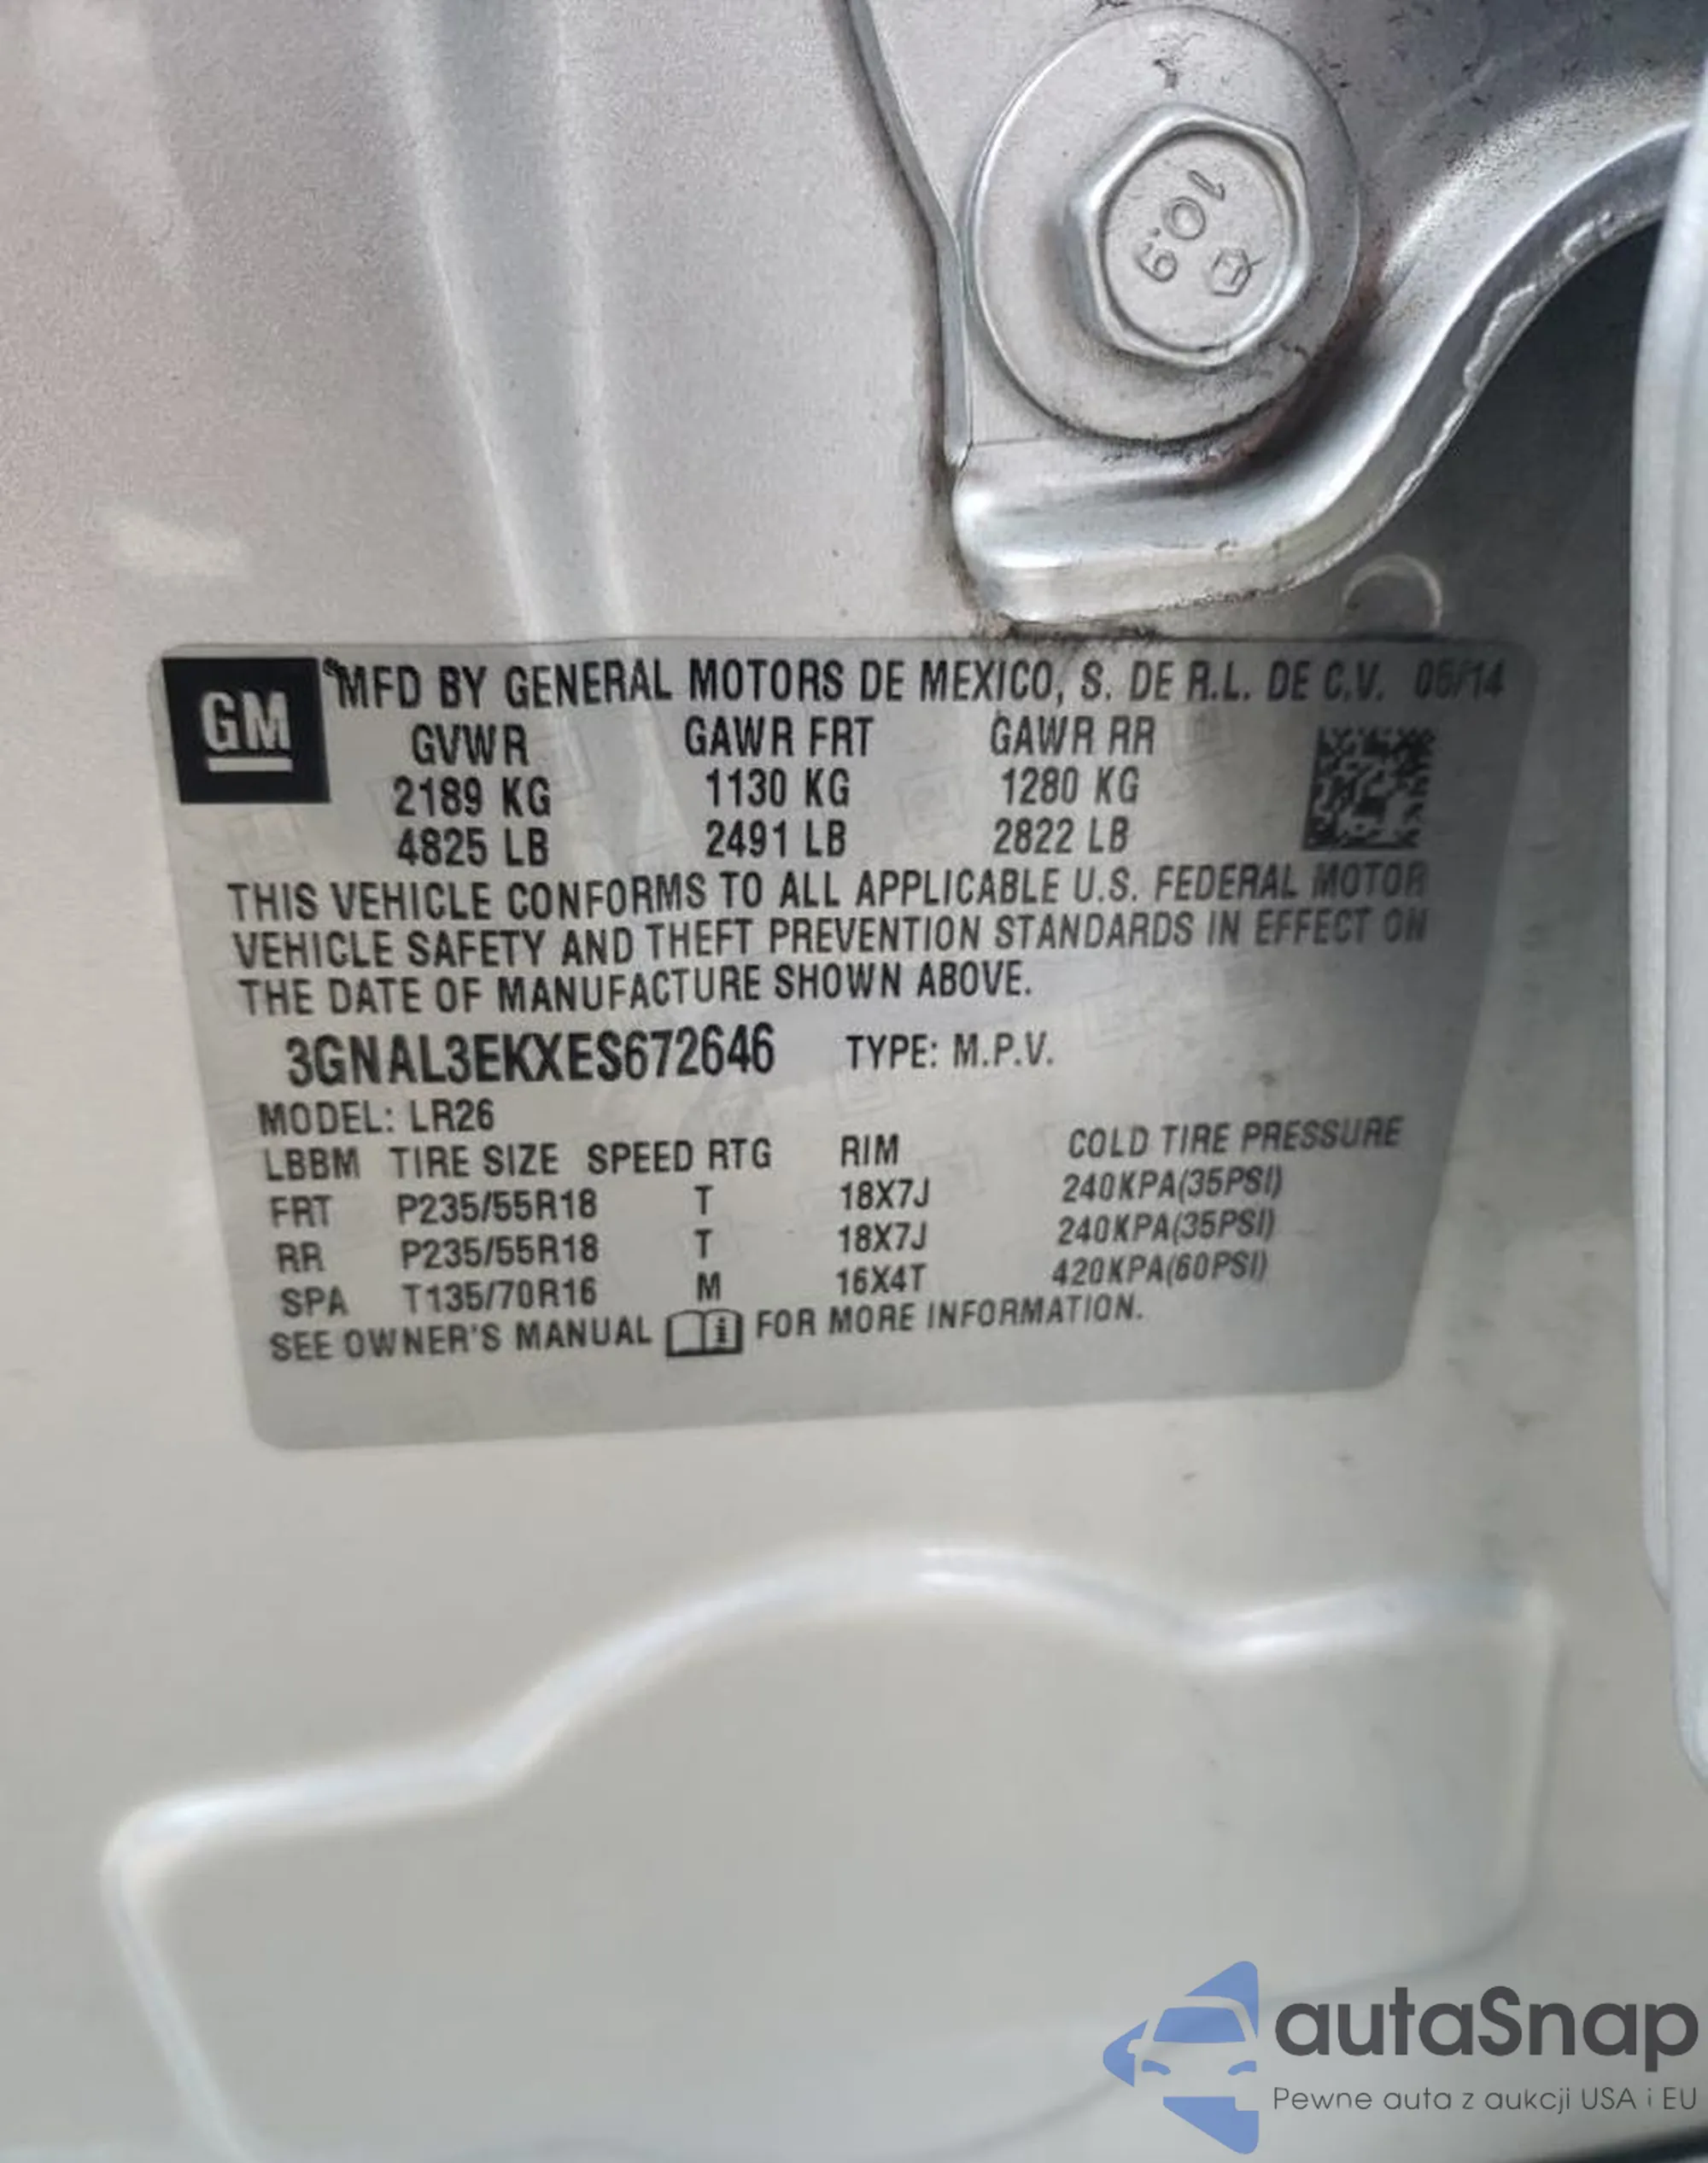 10.9
GM
MFD BY GENERAL MOTORS DE MEXICO, S. DE R.L. DE C.V. 06/14
GVWR GAWR FRT GAWR RR
2189 KG 1130 KG 1280 KG
4825 LB 2491 LB 2822 LB
THIS VEHICLE CONFORMS TO ALL APPLICABLE U.S. FEDERAL MOTOR
VEHICLE SAFETY AND THEFT PREVENTION STANDARDS IN EFFECT ON
THE DATE OF MANUFACTURE SHOWN ABOVE.
3GNAL3EKXES672646 TYPE: M.P.V.
MODEL: LR26
LBBM TIRE SIZE SPEED RTG RIM COLD TIRE PRESSURE
FRT P235/55R18 T 18X7J 240KPA(35PSI)
RR P235/55R18 T 18X7J 240KPA(35PSI)
SPA T135/70R16 M 16X4T 420KPA(60PSI)
SEE OWNER'S MANUAL FOR MORE INFORMATION.
autaSnap
Pewne auta z aukcji USA i EU